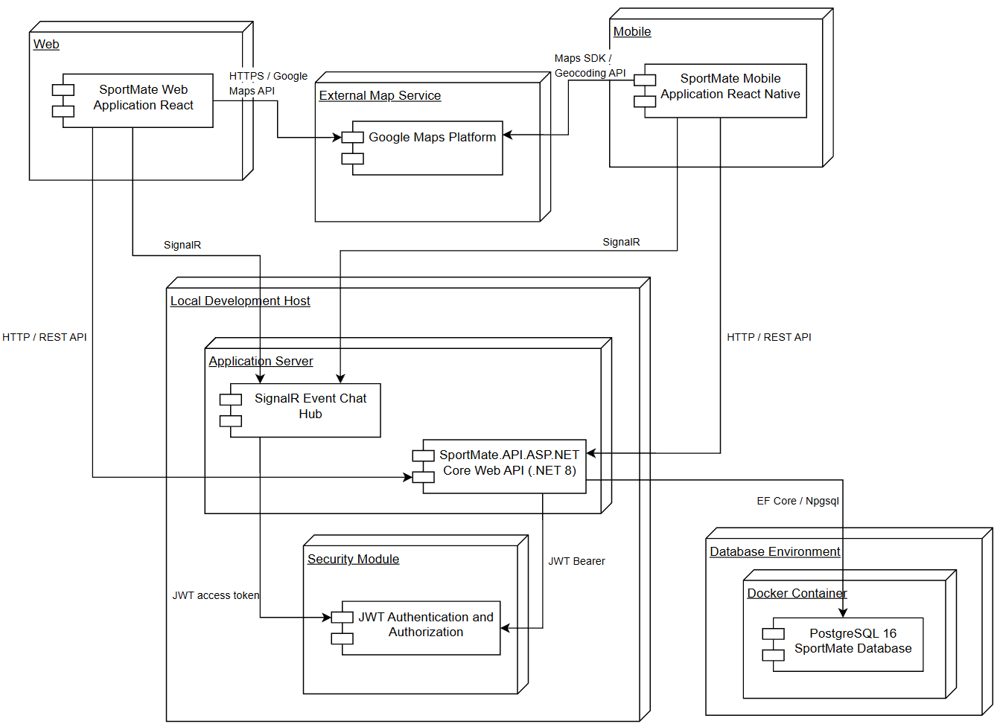 Web
SportMate Web
Application React
HTTPS / Google
Maps API
External Map Service
Google Maps Platform
Maps SDK /
Geocoding API
Mobile
SportMate Mobile
Application React Native
SignalR
SignalR
Local Development Host
HTTP / REST API
HTTP / REST API
Application Server
SignalR Event Chat
Hub
SportMate.API.ASP.NET
Core Web API (.NET 8)
EF Core / Npgsql
Security Module
JWT Bearer
JWT access token
JWT Authentication and
Authorization
Database Environment
Docker Container
PostgreSQL 16
SportMate Database